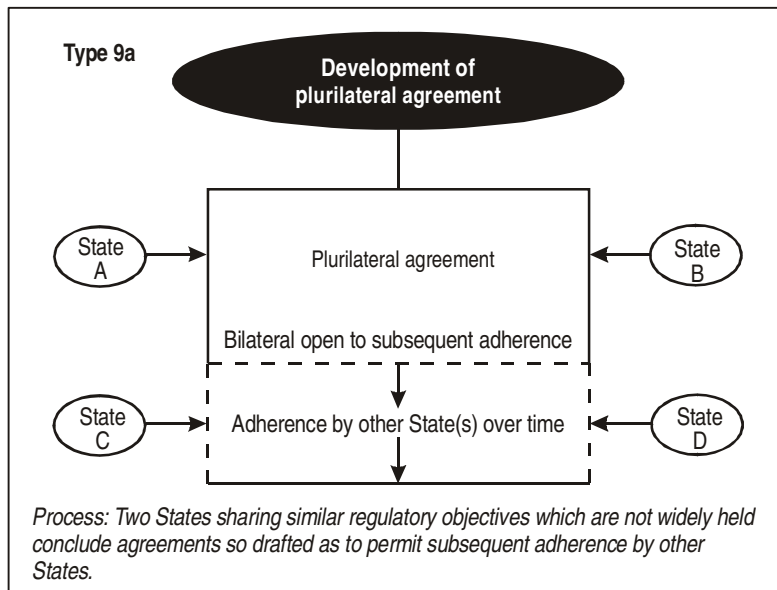 Type 9a
Development of
plurilateral agreement
State
A
Plurilateral agreement
State
B
Bilateral open to subsequent adherence
State
C
Adherence by other State(s) over time
State
D
Process: Two States sharing similar regulatory objectives which are not widely held
conclude agreements so drafted as to permit subsequent adherence by other
States.